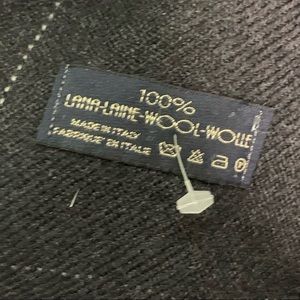 100%
LANA-LAINE-WOOL-WOLLE
MADE IN ITALY
FABRIQUE' EN ITALIE